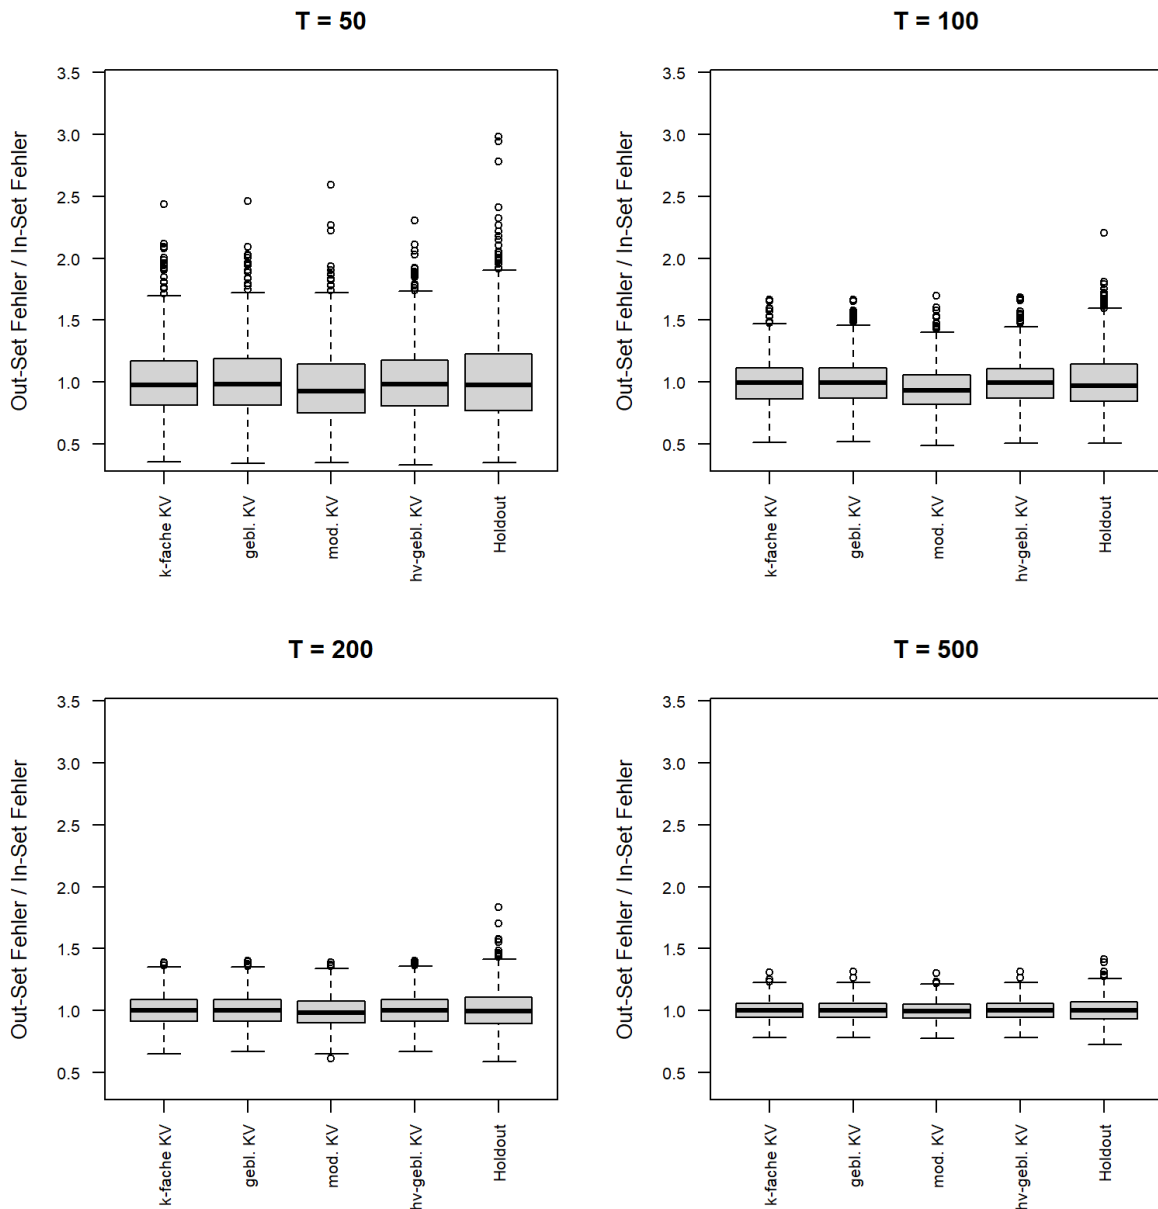 T = 50
Out-Set Fehler / In-Set Fehler
3.5
3.0
2.5
2.0
1.5
1.0
0.5
k-fache KV
gebl. KV
mod. KV
hv-gebl. KV
Holdout
T = 100
Out-Set Fehler / In-Set Fehler
3.5
3.0
2.5
2.0
1.5
1.0
0.5
k-fache KV
gebl. KV
mod. KV
hv-gebl. KV
Holdout
T = 200
Out-Set Fehler / In-Set Fehler
3.5
3.0
2.5
2.0
1.5
1.0
0.5
k-fache KV
gebl. KV
mod. KV
hv-gebl. KV
Holdout
T = 500
Out-Set Fehler / In-Set Fehler
3.5
3.0
2.5
2.0
1.5
1.0
0.5
k-fache KV
gebl. KV
mod. KV
hv-gebl. KV
Holdout